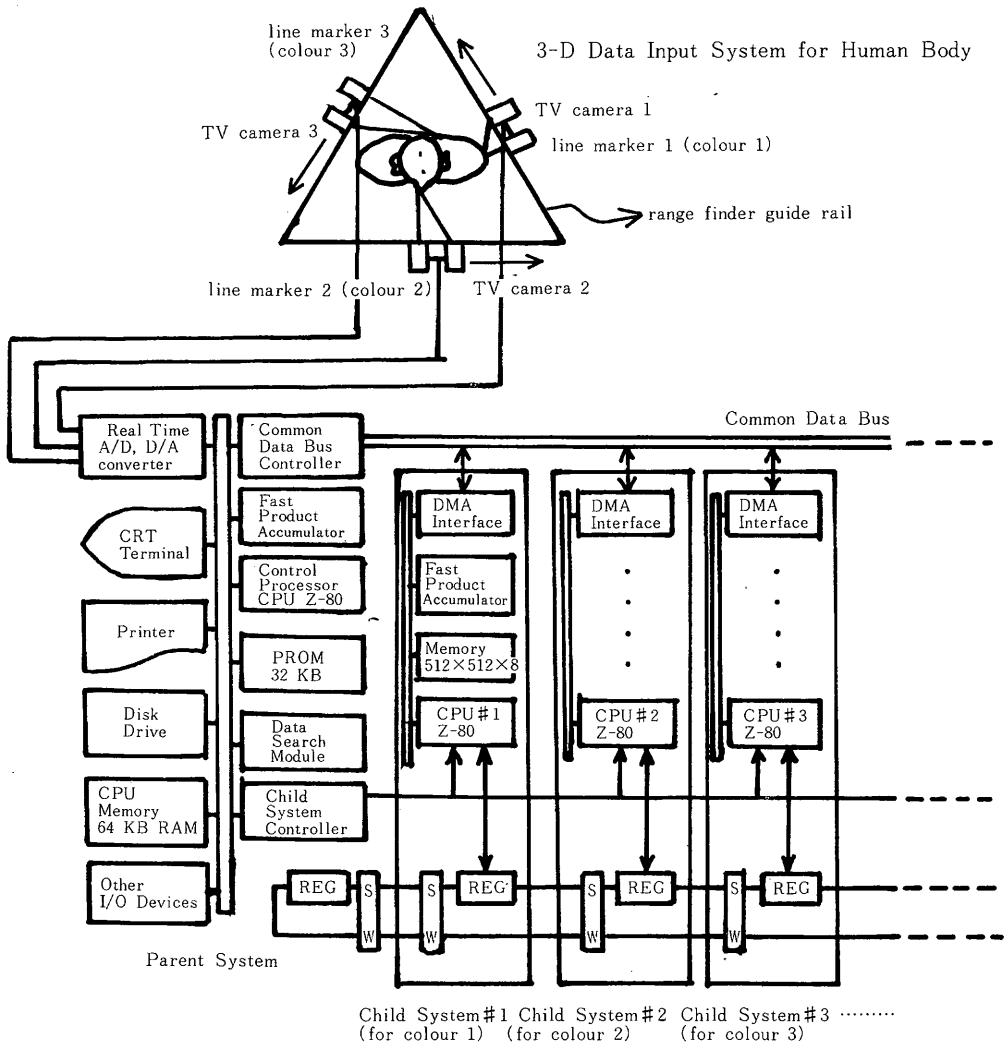 line marker 3
(colour 3)
3-D Data Input System for Human Body
TV camera 1
TV camera 3
line marker 1 (colour 1)
range finder guide rail
line marker 2 (colour 2)
TV camera 2
Real Time
A/D, D/A
converter
Common
Data Bus
Controller
Common Data Bus
CRT
Terminal
Fast
Product
Accumulator
DMA
Interface
DMA
Interface
DMA
Interface
Control
Processor
CPU Z-80
Fast
Product
Accumulator
Printer
PROM
32 KB
Memory
512×512×8
Disk
Drive
Data
Search
Module
CPU#1
Z-80
CPU#2
Z-80
CPU#3
Z-80
CPU
Memory
64 KB RAM
Child
System
Controller
Other
I/O Devices
REG
S
W
S
W
REG
S
W
REG
S
W
REG
Parent System
Child System#1
(for colour 1)
Child System#2
(for colour 2)
Child System#3 ·········
(for colour 3)